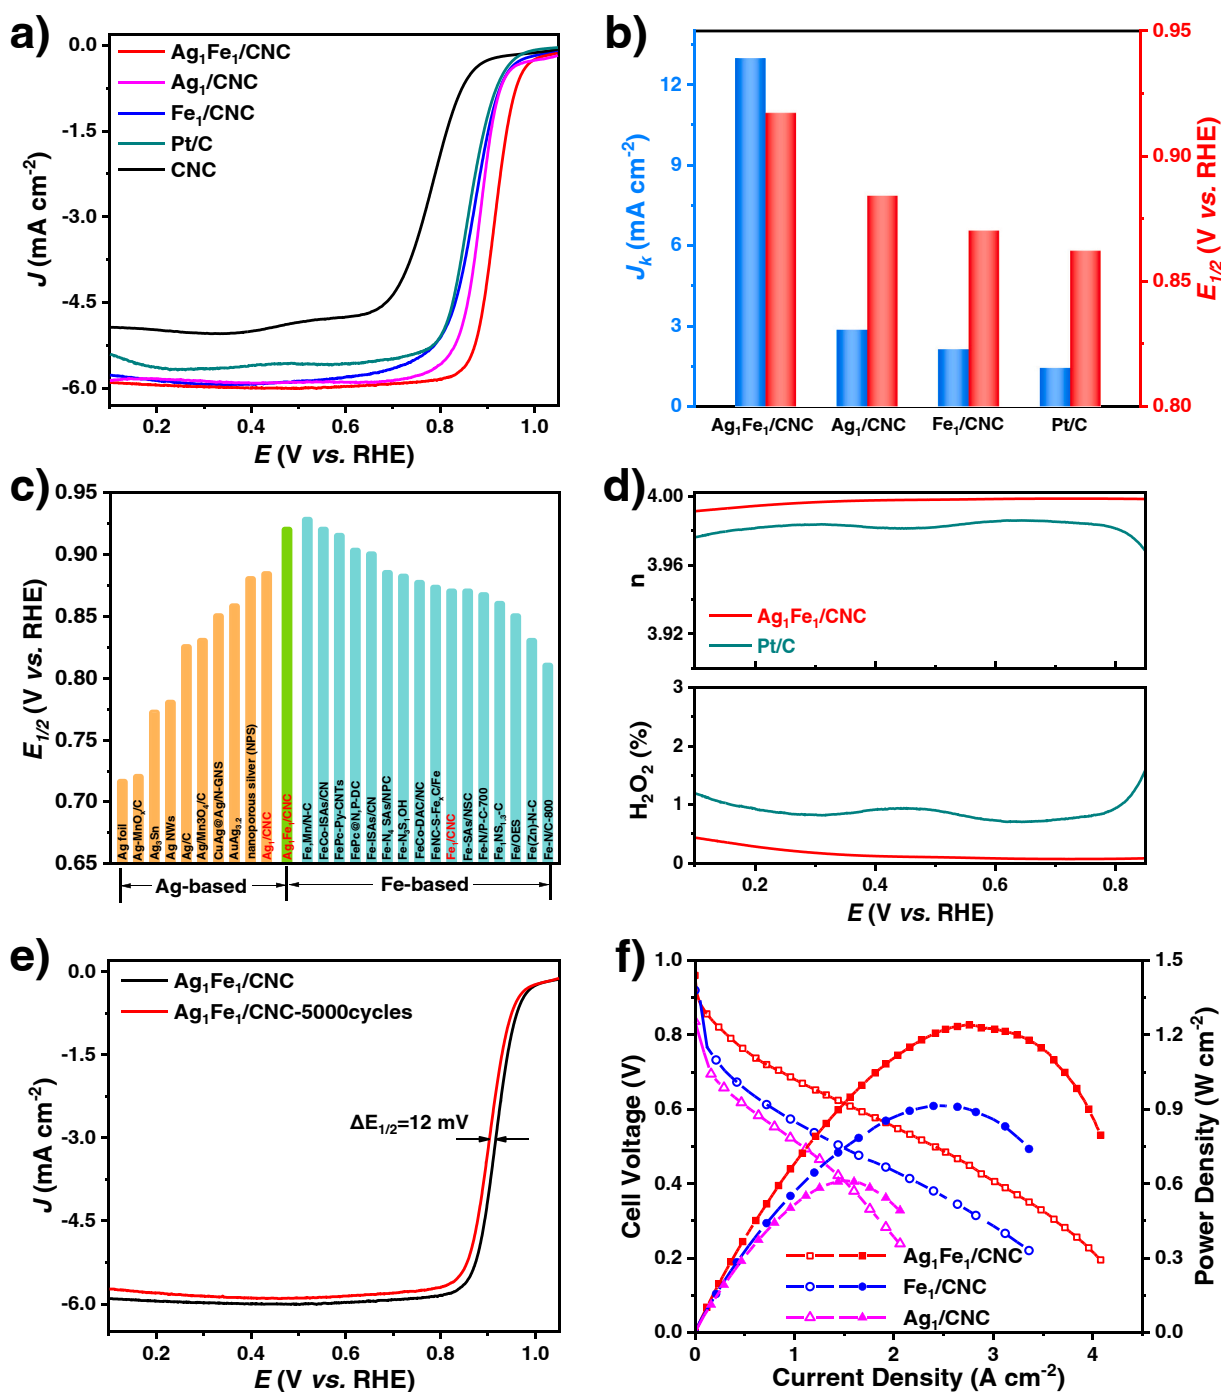 a)
0.0
-1.5
-3.0
-4.5
-6.0
J (mA cm⁻²)
Ag₁Fe₁/CNC
Ag₁/CNC
Fe₁/CNC
Pt/C
CNC
0.2 0.4 0.6 0.8 1.0
E (V vs. RHE)
b)
12
9
6
3
0
Jₖ (mA cm⁻²)
0.95
0.90
0.85
0.80
E₁/₂ (V vs. RHE)
Ag₁Fe₁/CNC Ag₁/CNC Fe₁/CNC Pt/C
c)
0.95
0.90
0.85
0.80
0.75
0.70
0.65
E₁/₂ (V vs. RHE)
Ag foil
Ag-MnOₓ/C
Ag₃Sn
Ag NWs
Ag/C
Ag/Mn3O₄/C
CuAg@Ag/N-GNS
AuAg₃.₂
nanoporous silver (NPS)
Ag₁/CNC
Ag₁Fe₁/CNC
Fe,Mn/N-C
FeCo-ISAs/CN
FePc-Py-CNTs
FePc@N,P-DC
Fe-ISAs/CN
Fe-N₄ SAs/NPC
Fe-N₃S₁OH
FeCo-DAC/NC
FeNC-S-FeₓC/Fe
Fe₁/CNC
Fe-SAs/NSC
Fe-N/P-C-700
Fe₁NS₁.₃-C
Fe/OES
Fe(Zn)-N-C
Fe-N/C-800
Ag-based Fe-based
d)
4.00
3.96
3.92
n
Ag₁Fe₁/CNC
Pt/C
3
2
1
0
H₂O₂ (%)
0.2 0.4 0.6 0.8
E (V vs. RHE)
e)
0.0
-1.5
-3.0
-4.5
-6.0
J (mA cm⁻²)
Ag₁Fe₁/CNC
Ag₁Fe₁/CNC-5000cycles
ΔE₁/₂=12 mV
0.2 0.4 0.6 0.8 1.0
E (V vs. RHE)
f)
1.0
0.8
0.6
0.4
0.2
0.0
Cell Voltage (V)
1.5
1.2
0.9
0.6
0.3
0.0
Power Density (W cm⁻²)
Ag₁Fe₁/CNC
Fe₁/CNC
Ag₁/CNC
0 1 2 3 4
Current Density (A cm⁻²)